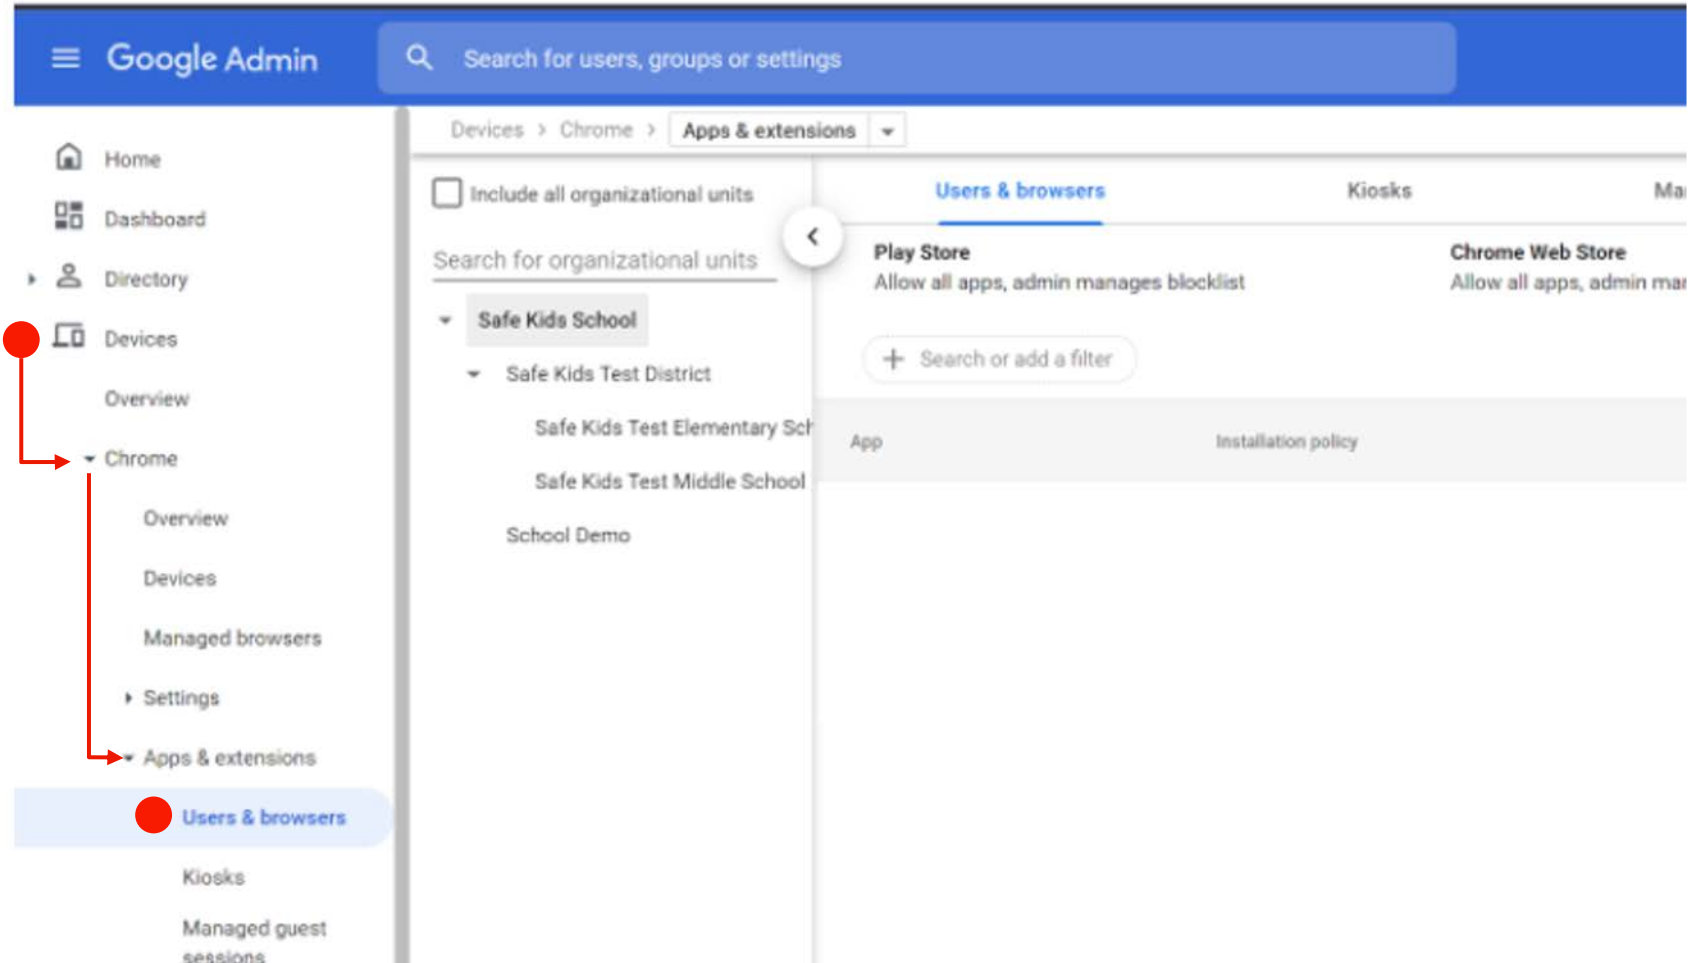 Google Admin
Search for users, groups or settings
Home
Dashboard
Directory
Devices
Overview
Chrome
Overview
Devices
Managed browsers
Settings
Apps & extensions
Users & browsers
Kiosks
Managed guest
sessions
Devices > Chrome > Apps & extensions
Include all organizational units
Search for organizational units
Safe Kids School
Safe Kids Test District
Safe Kids Test Elementary Sch
Safe Kids Test Middle School
School Demo
Users & browsers Kiosks Ma
Play Store
Allow all apps, admin manages blocklist
Chrome Web Store
Allow all apps, admin mar
+ Search or add a filter
App Installation policy